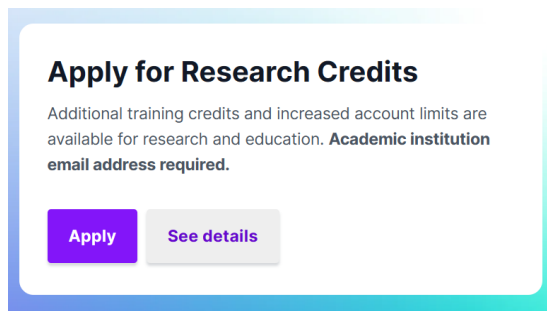 Apply for Research Credits
Additional training credits and increased account limits are
available for research and education. Academic institution
email address required.
Apply
See details